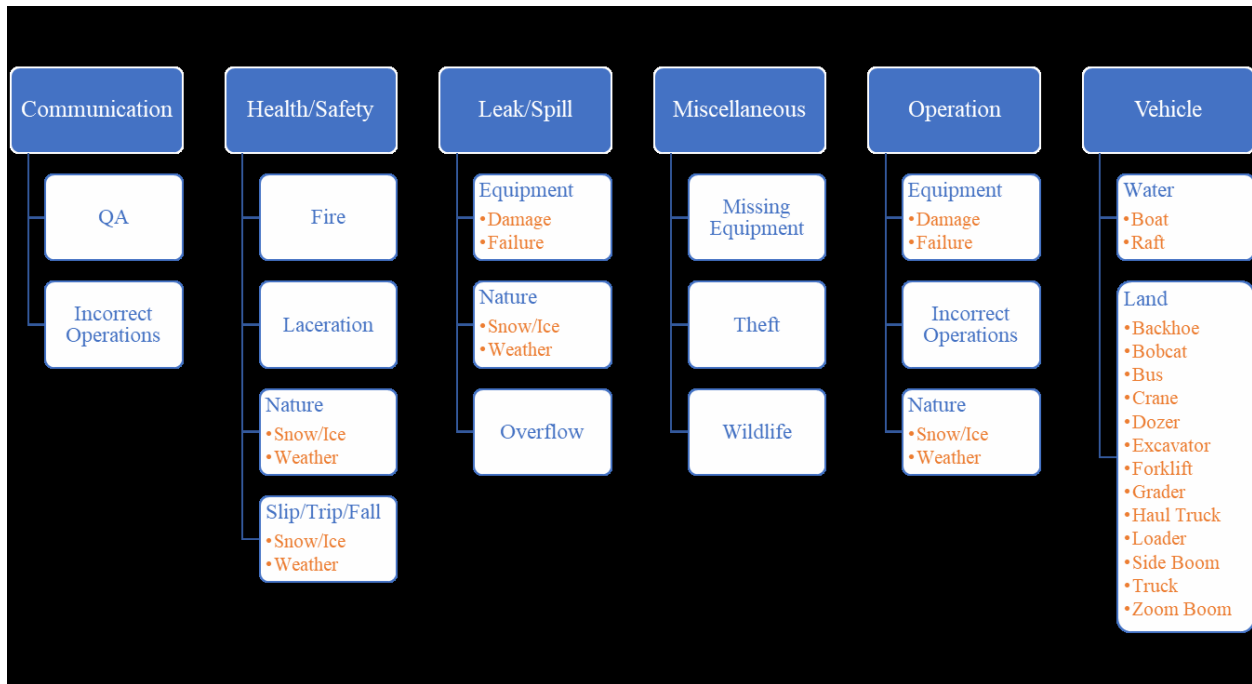 Communication
QA
Incorrect
Operations
Health/Safety
Fire
Laceration
Nature
•Snow/Ice
•Weather
Slip/Trip/Fall
•Snow/Ice
•Weather
Leak/Spill
Equipment
•Damage
•Failure
Nature
•Snow/Ice
•Weather
Overflow
Miscellaneous
Missing
Equipment
Theft
Wildlife
Operation
Equipment
•Damage
•Failure
Incorrect
Operations
Nature
•Snow/Ice
•Weather
Vehicle
Water
•Boat
•Raft
Land
•Backhoe
•Bobcat
•Bus
•Crane
•Dozer
•Excavator
•Forklift
•Grader
•Haul Truck
•Loader
•Side Boom
•Truck
•Zoom Boom